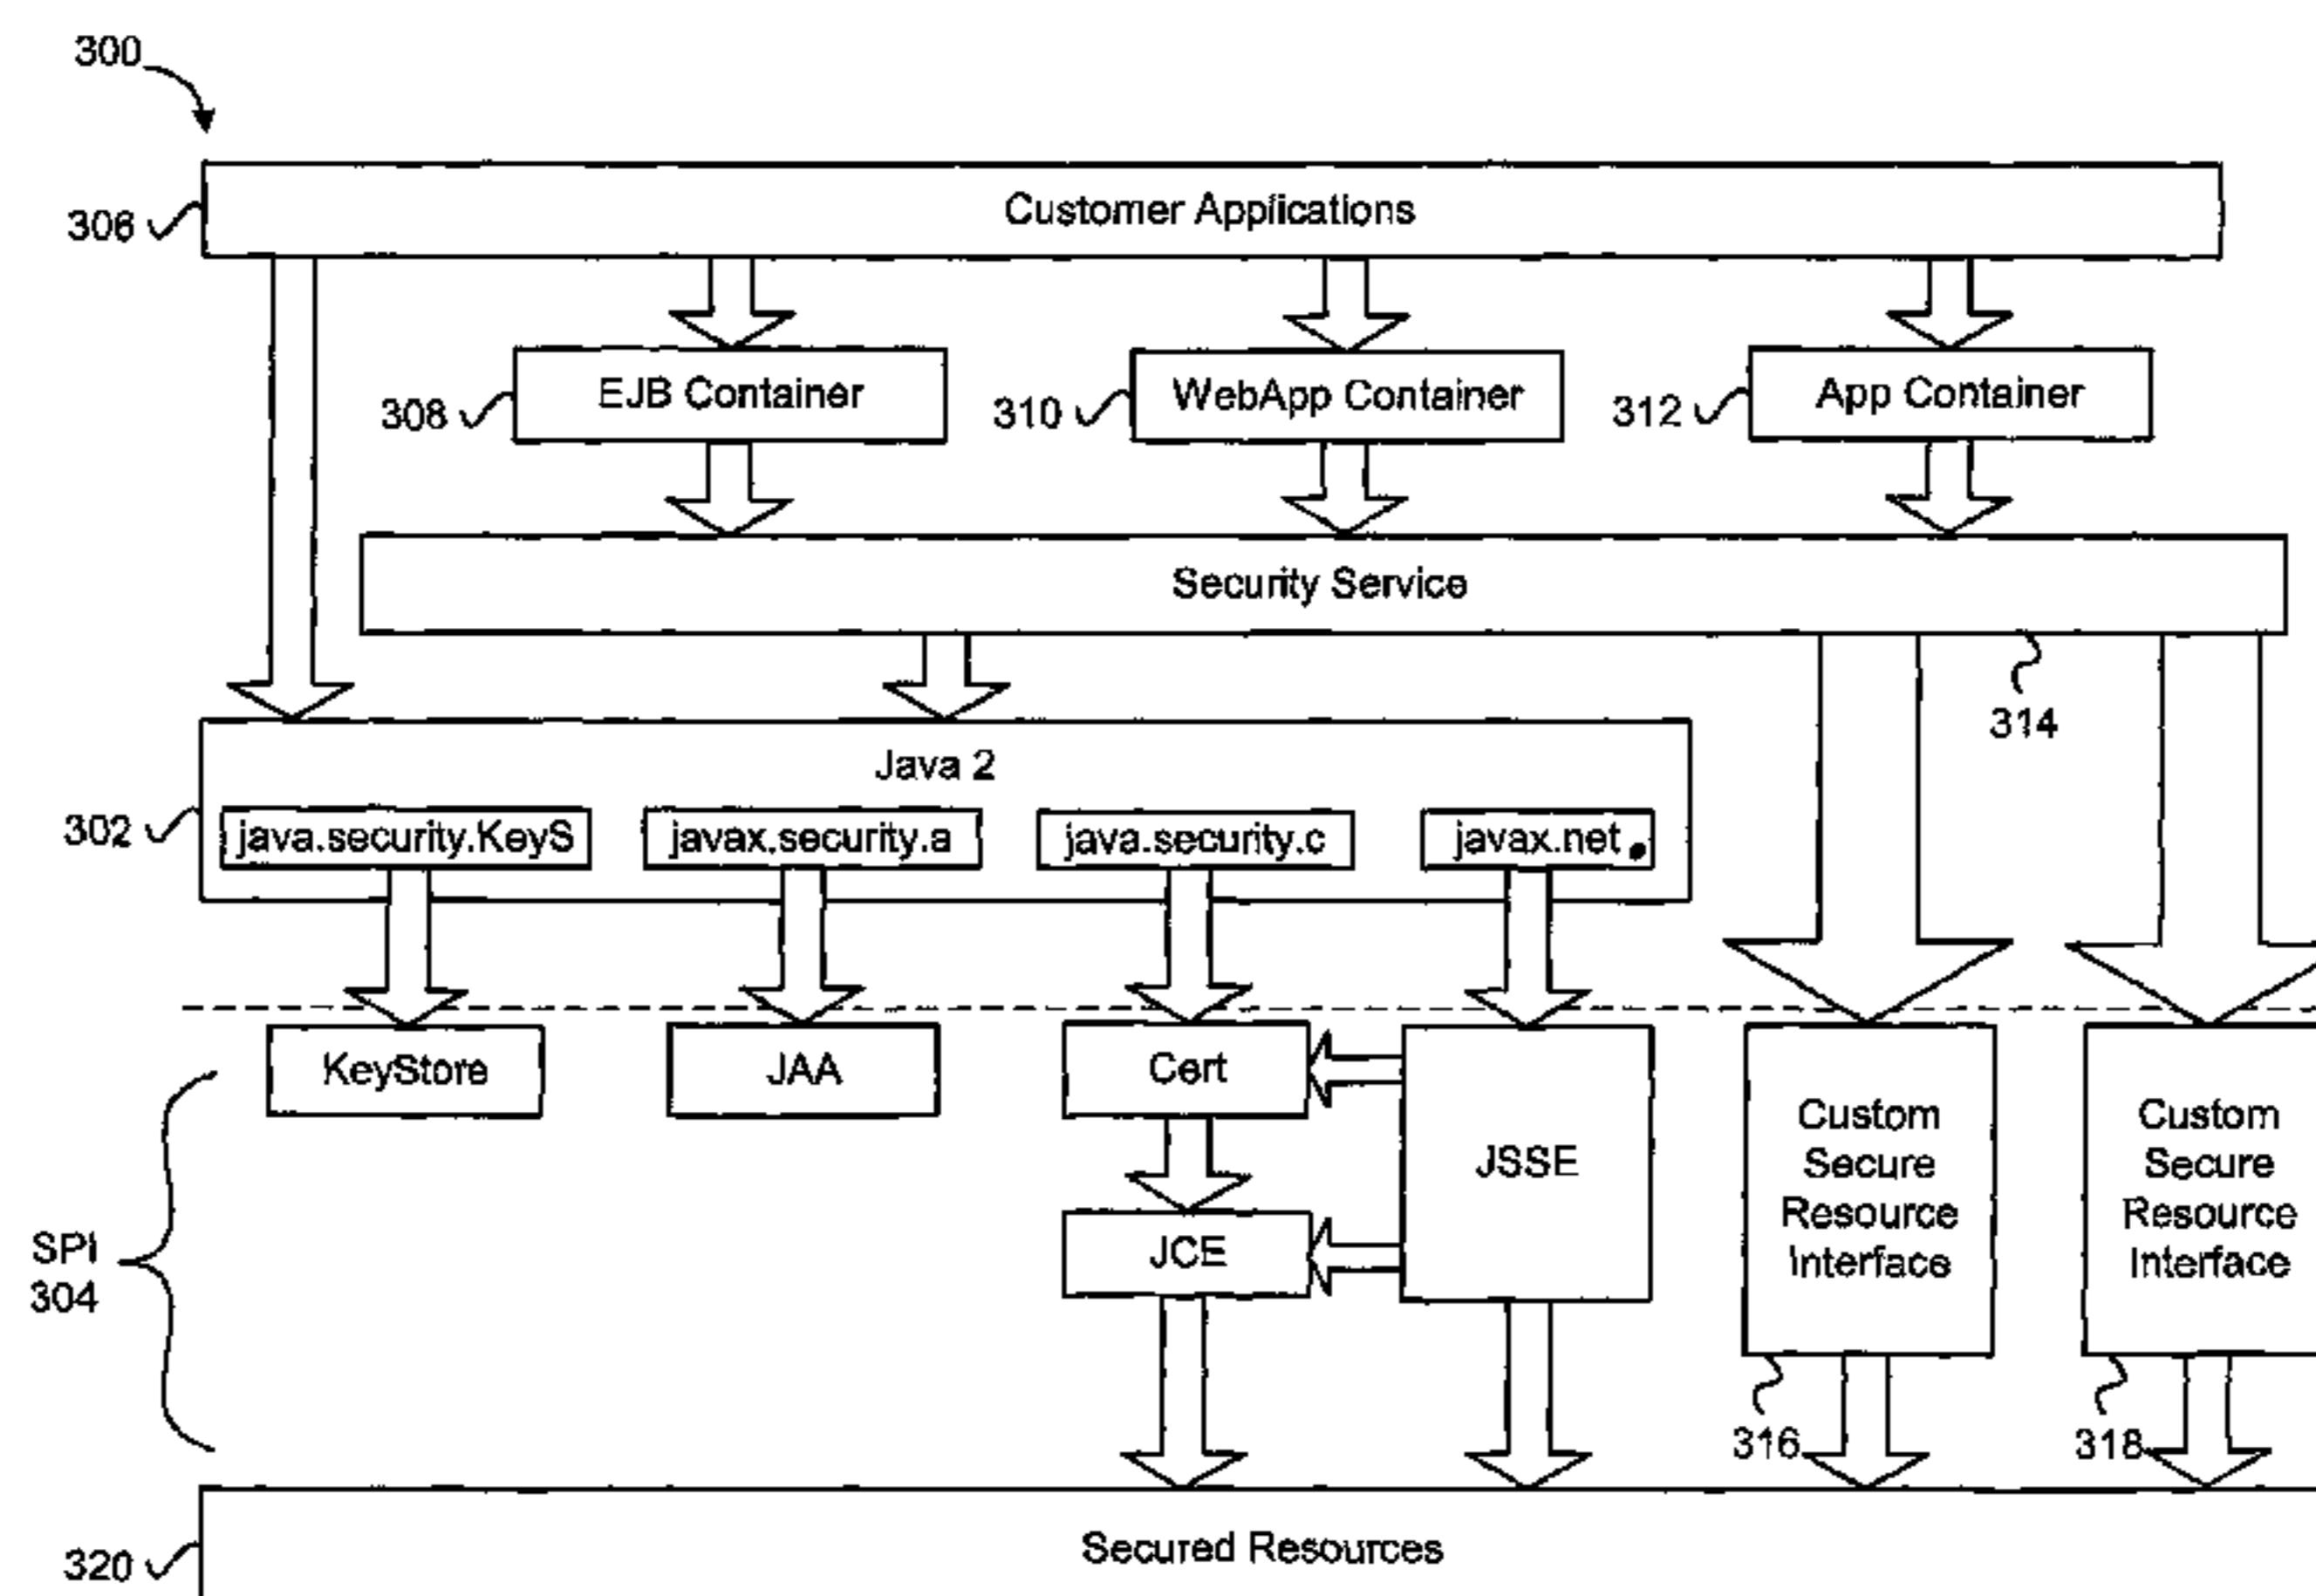 300
306
Customer Applications
308
EJB Container
310
WebApp Container
312
App Container
Security Service
314
Java 2
302
java.security.KeyS
javax.security.a
java.security.c
javax.net.
KeyStore
JAA
Cert
JSSE
JCE
Custom
Secure
Resource
Interface
Custom
Secure
Resource
Interface
SPI
304
316
318
320
Secured Resources